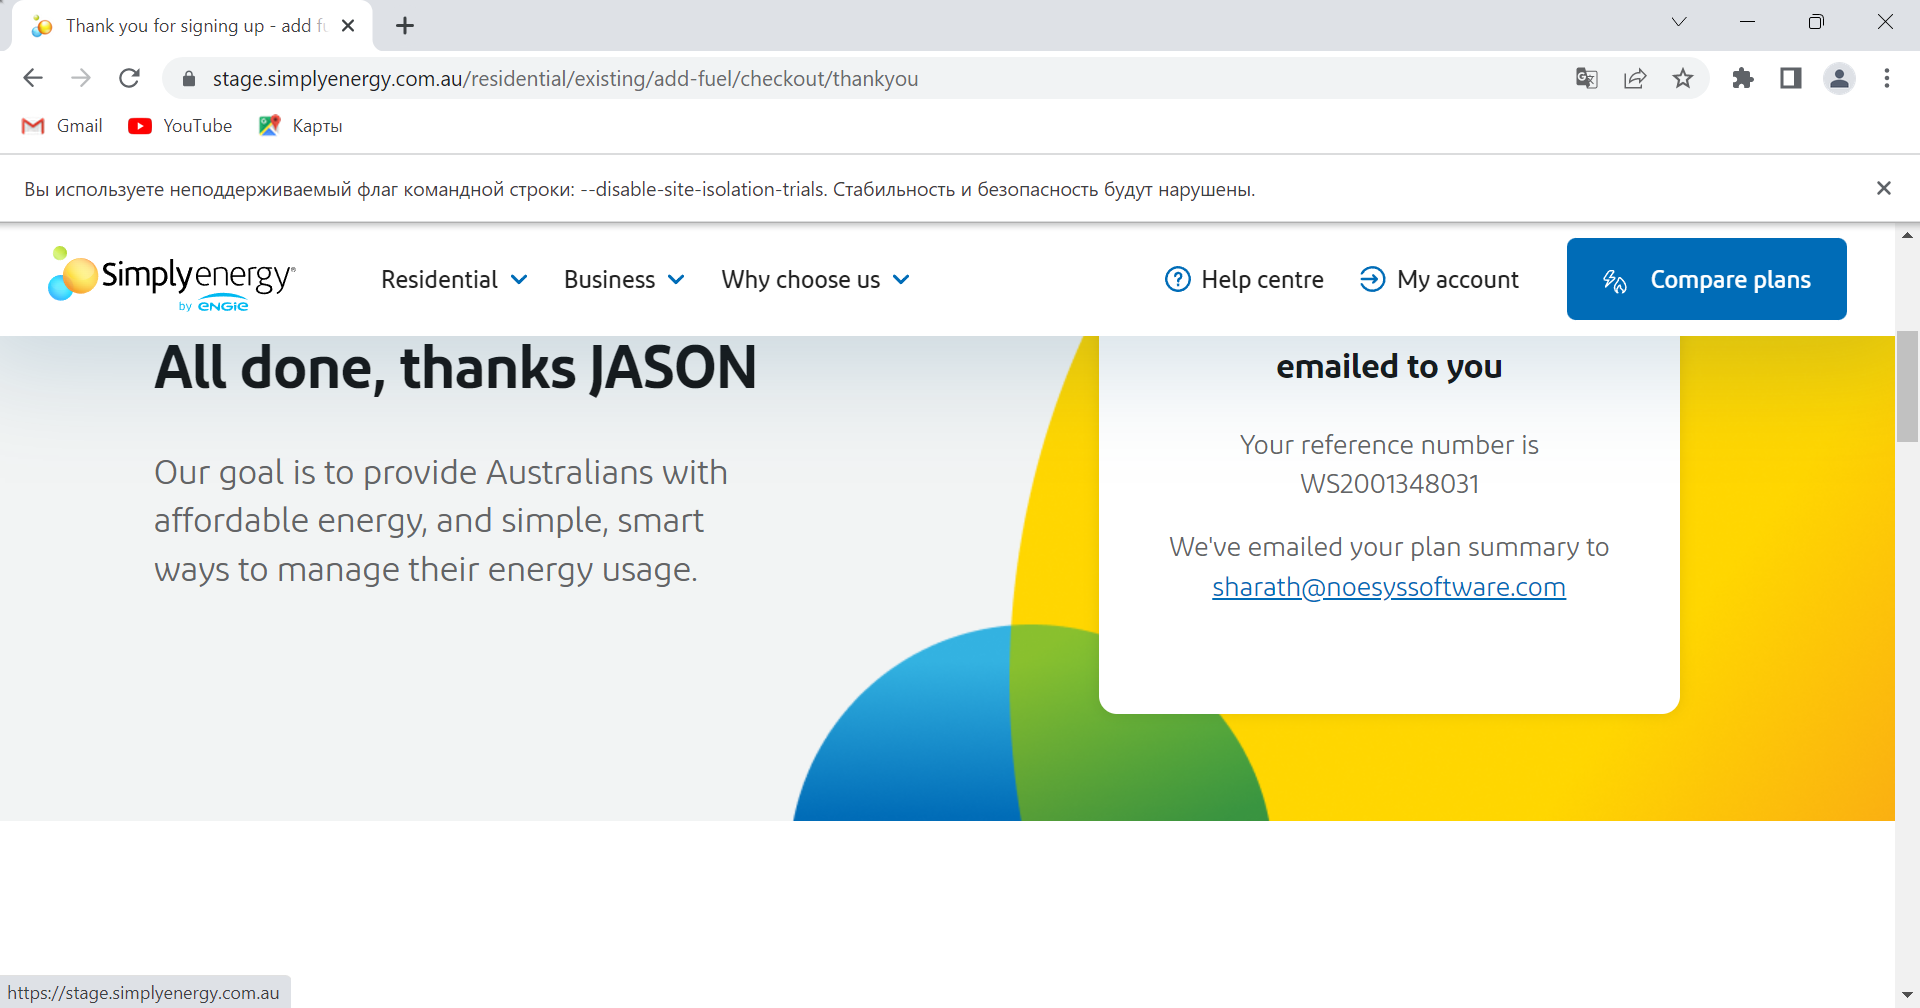 Thank you for signing up - add fu
stage.simplyenergy.com.au/residential/existing/add-fuel/checkout/thankyou
Gmail
YouTube
Карты
Вы используете неподдерживаемый флаг командной строки: --disable-site-isolation-trials. Стабильность и безопасность будут нарушены.
Simplyenergy®
by ENGIE
Residential
Business
Why choose us
Help centre
My account
Compare plans
All done, thanks JASON
Our goal is to provide Australians with
affordable energy, and simple, smart
ways to manage their energy usage.
emailed to you
Your reference number is
WS2001348031
We've emailed your plan summary to
sharath@noesyssoftware.com
https://stage.simplyenergy.com.au